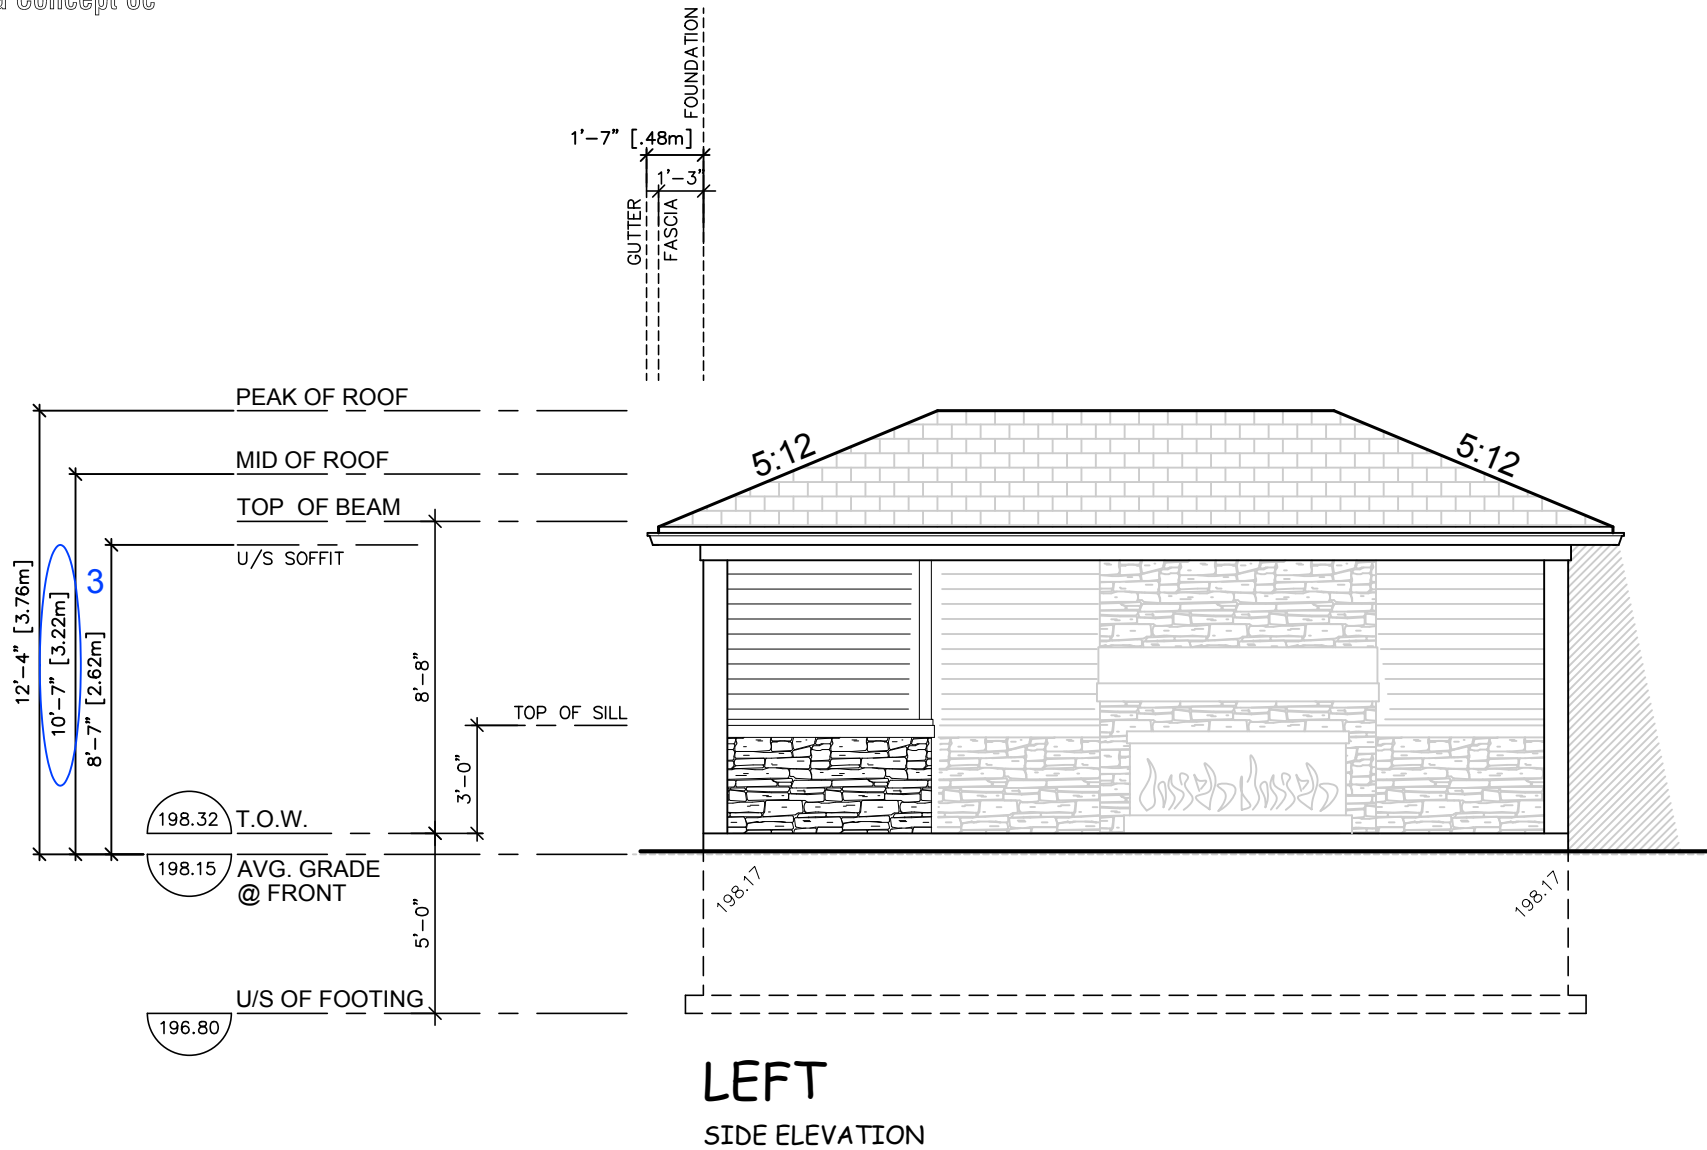 Concept 6c
FOUNDATION
1'-7" [.48m]
1'-3"
GUTTER
FASCIA
PEAK OF ROOF
MID OF ROOF
TOP OF BEAM
U/S SOFFIT
5:12
5:12
3
12'-4" [3.76m]
10'-7" [3.22m]
8'-7" [2.62m]
8'-8"
TOP OF SILL
3'-0"
198.32
T.O.W.
198.15
AVG. GRADE
@ FRONT
198.17
198.17
5'-0"
U/S OF FOOTING
196.80
LEFT
SIDE ELEVATION